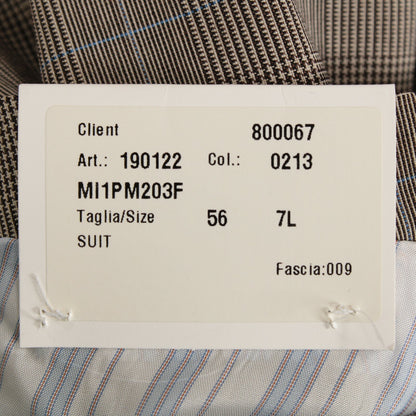 Client 800067
Art.: 190122 Col.: 0213
MI1PM203F
Taglia/Size 56 7L
SUIT
Fascia:009